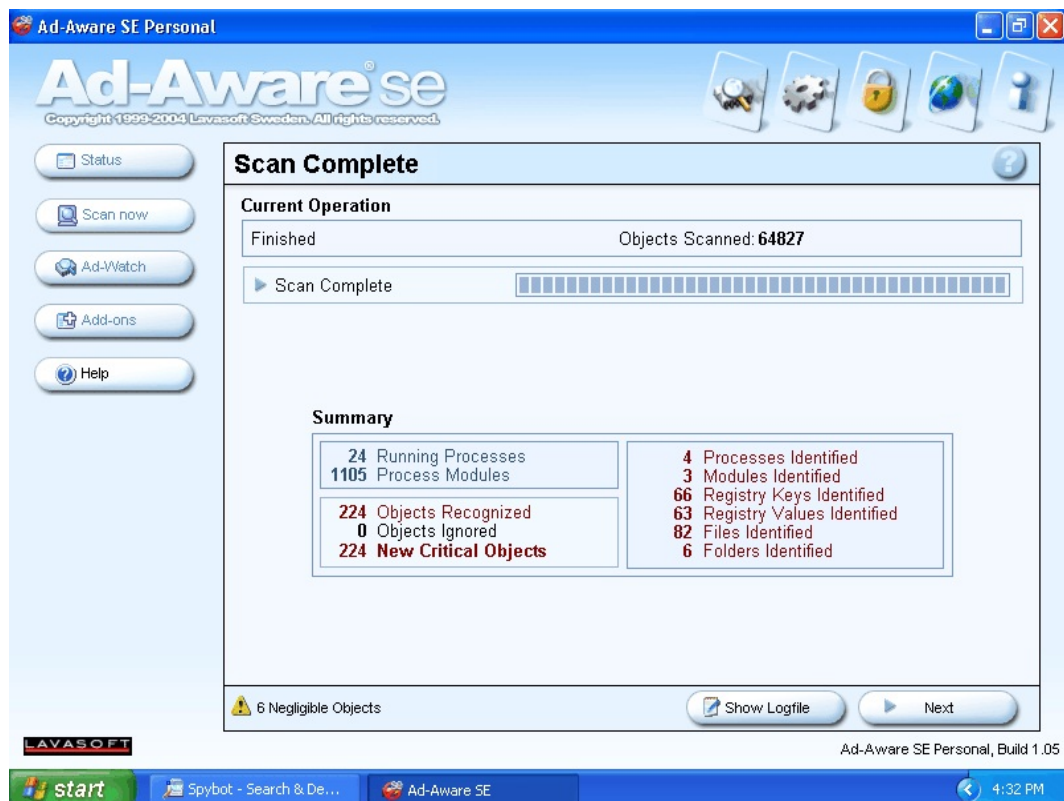 Ad-Aware SE Personal
Ad-Aware® SE
Copyright 1999-2004 Lavasoft Sweden. All rights reserved.
Status
Scan now
Ad-Watch
Add-ons
Help
Scan Complete
Current Operation
Finished
Objects Scanned: 64827
Scan Complete
Summary
24 Running Processes
1105 Process Modules
224 Objects Recognized
0 Objects Ignored
224 New Critical Objects
4 Processes Identified
3 Modules Identified
66 Registry Keys Identified
63 Registry Values Identified
82 Files Identified
6 Folders Identified
6 Negligible Objects
Show Logfile
Next
LAVASOFT
Ad-Aware SE Personal, Build 1.05
start
Spybot - Search & De...
Ad-Aware SE
4:32 PM